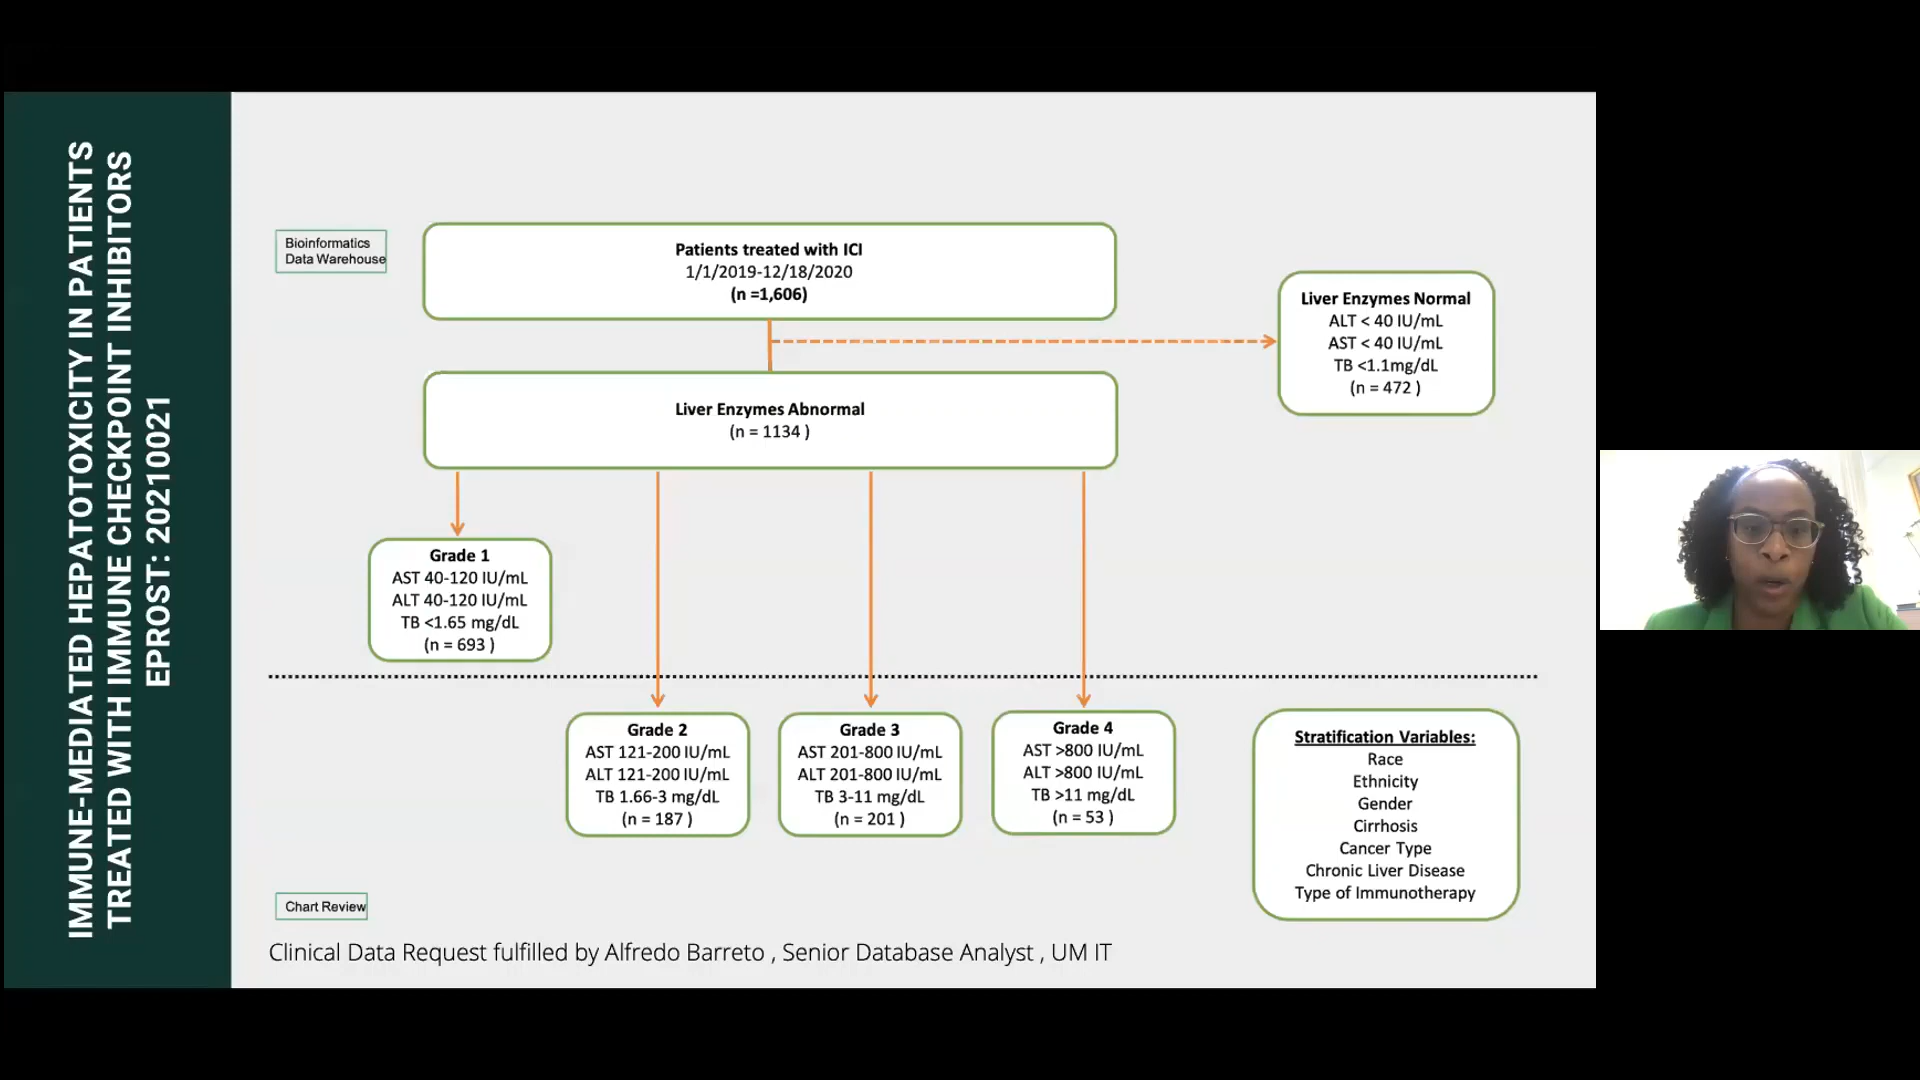 IMMUNE-MEDIATED HEPATOTOXICITY IN PATIENTS
TREATED WITH IMMUNE CHECKPOINT INHIBITORS
EPROST: 20210021
Bioinformatics
Data Warehouse
Patients treated with ICI
1/1/2019-12/18/2020
(n =1,606)
Liver Enzymes Normal
ALT < 40 IU/mL
AST < 40 IU/mL
TB <1.1mg/dL
(n = 472 )
Liver Enzymes Abnormal
(n = 1134 )
Grade 1
AST 40-120 IU/mL
ALT 40-120 IU/mL
TB <1.65 mg/dL
(n = 693 )
Grade 2
AST 121-200 IU/mL
ALT 121-200 IU/mL
TB 1.66-3 mg/dL
(n = 187 )
Grade 3
AST 201-800 IU/mL
ALT 201-800 IU/mL
TB 3-11 mg/dL
(n = 201 )
Grade 4
AST >800 IU/mL
ALT >800 IU/mL
TB >11 mg/dL
(n = 53 )
Stratification Variables:
Race
Ethnicity
Gender
Cirrhosis
Cancer Type
Chronic Liver Disease
Type of Immunotherapy
Chart Review
Clinical Data Request fulfilled by Alfredo Barreto , Senior Database Analyst , UM IT